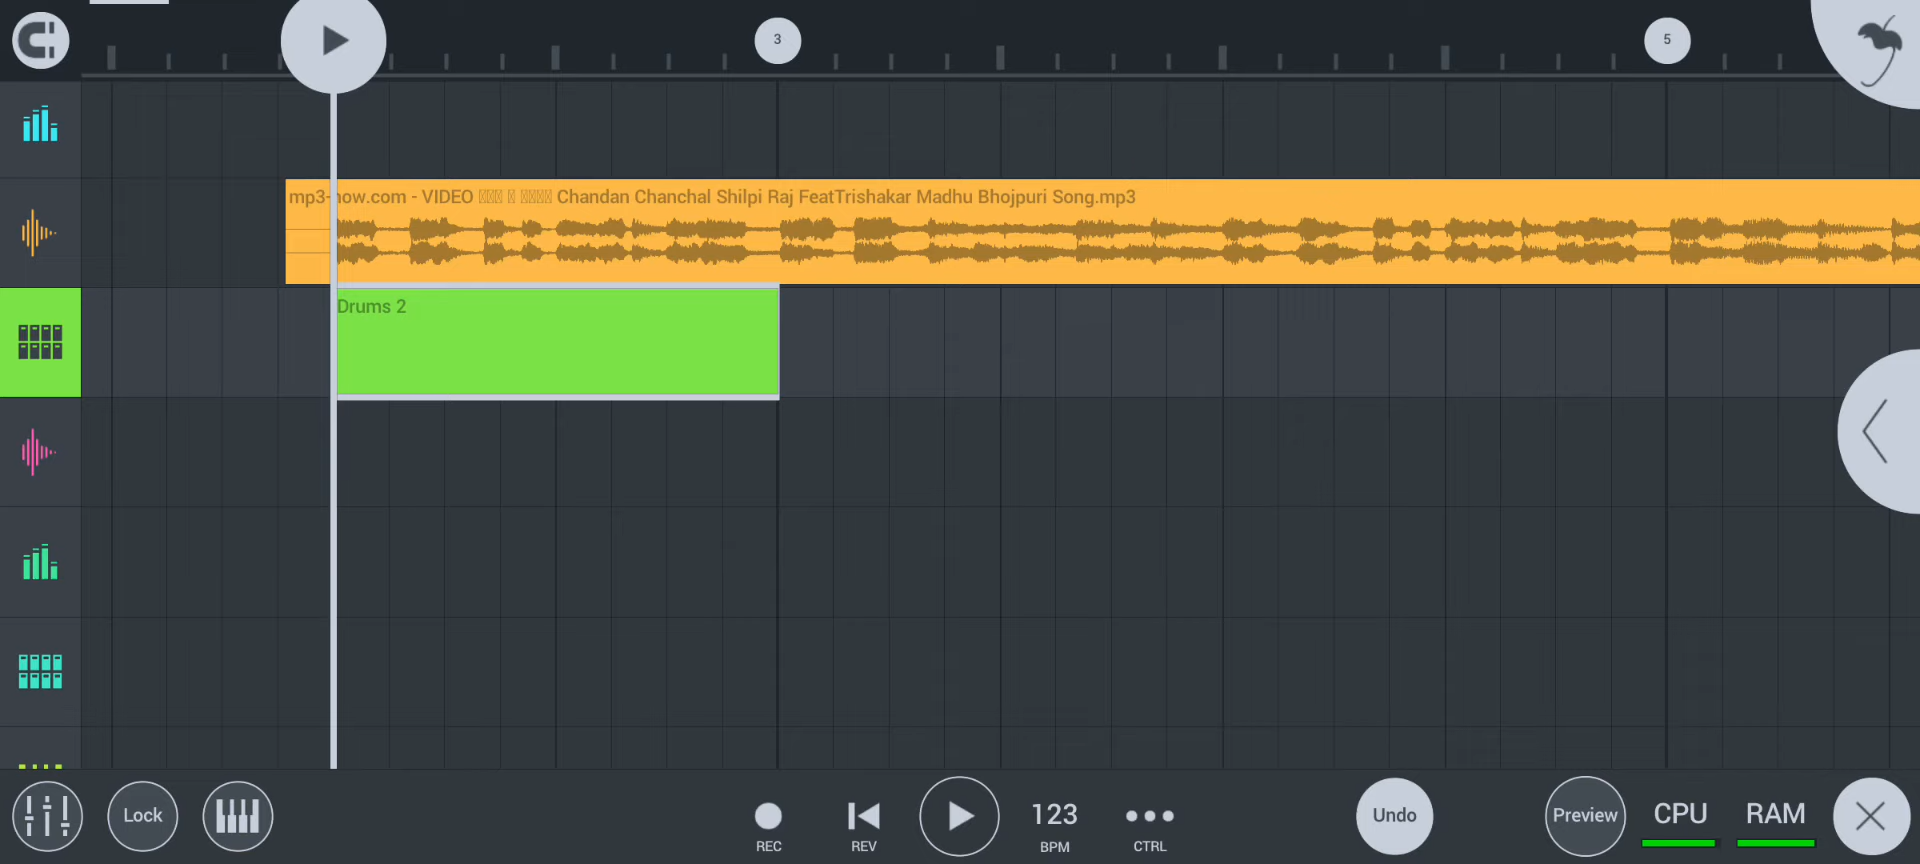 3
5
mp3-now.com - VIDEO Chandan Chanchal Shilpi Raj FeatTrishakar Madhu Bhojpuri Song.mp3
Drums 2
Lock
REC
REV
123
BPM
CTRL
Undo
Preview
CPU
RAM